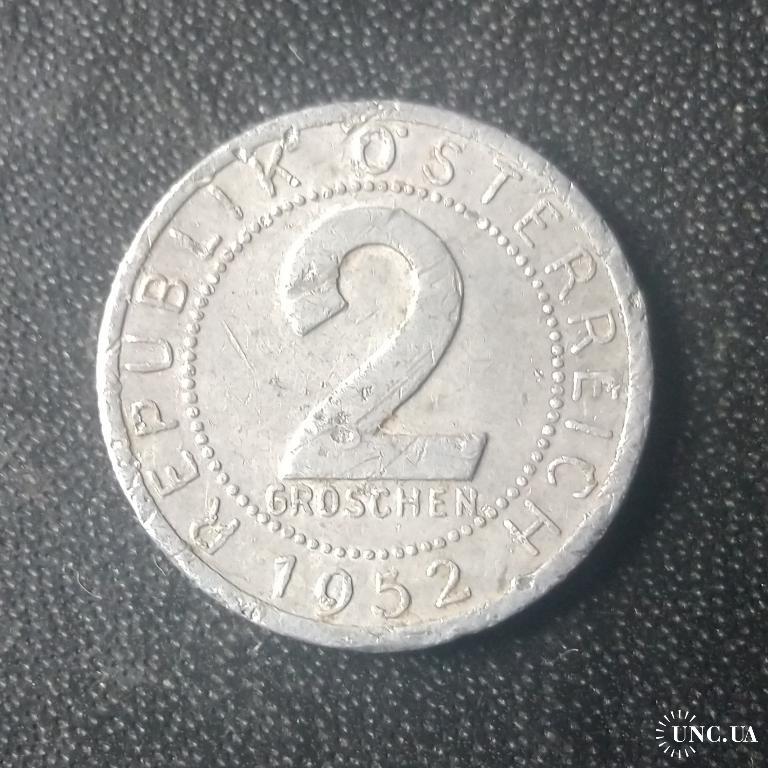 REPUBLIK ÖSTERREICH
2
GROSCHEN
1952
UNC.UA